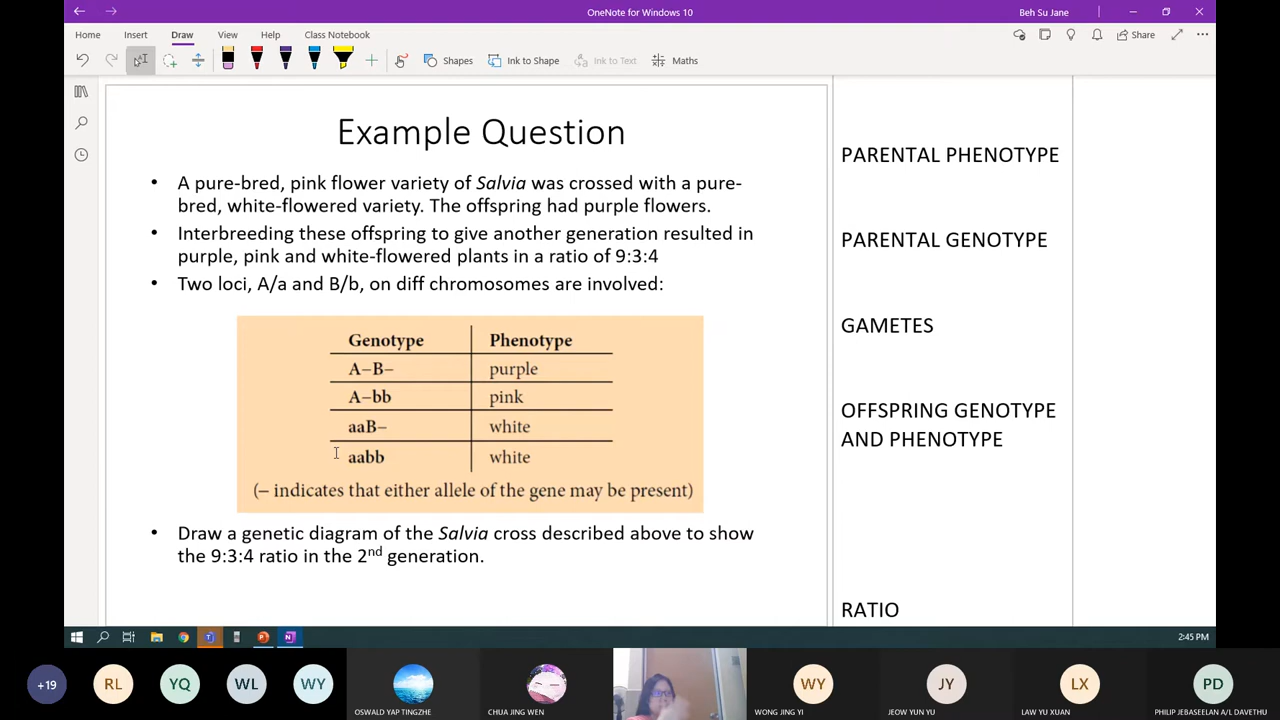 OneNote for Windows 10
Beh Su Jane
Home Insert Draw View Help Class Notebook
Share
Shapes Ink to Shape Ink to Text Maths
Example Question
• A pure-bred, pink flower variety of Salvia was crossed with a pure-
bred, white-flowered variety. The offspring had purple flowers.
• Interbreeding these offspring to give another generation resulted in
purple, pink and white-flowered plants in a ratio of 9:3:4
• Two loci, A/a and B/b, on diff chromosomes are involved:
Genotype Phenotype
A–B– purple
A–bb pink
aaB– white
aabb white
(– indicates that either allele of the gene may be present)
• Draw a genetic diagram of the Salvia cross described above to show
the 9:3:4 ratio in the 2nd generation.
PARENTAL PHENOTYPE
PARENTAL GENOTYPE
GAMETES
OFFSPRING GENOTYPE
AND PHENOTYPE
RATIO
2:45 PM
+19 RL YQ WL WY WY JY LX PD
OSWALD YAP TINGZHE CHUA JING WEN WONG JING YI JEOW YUN YU LAW YU XUAN PHILIP JEBASEELAN A/L DAVETHU